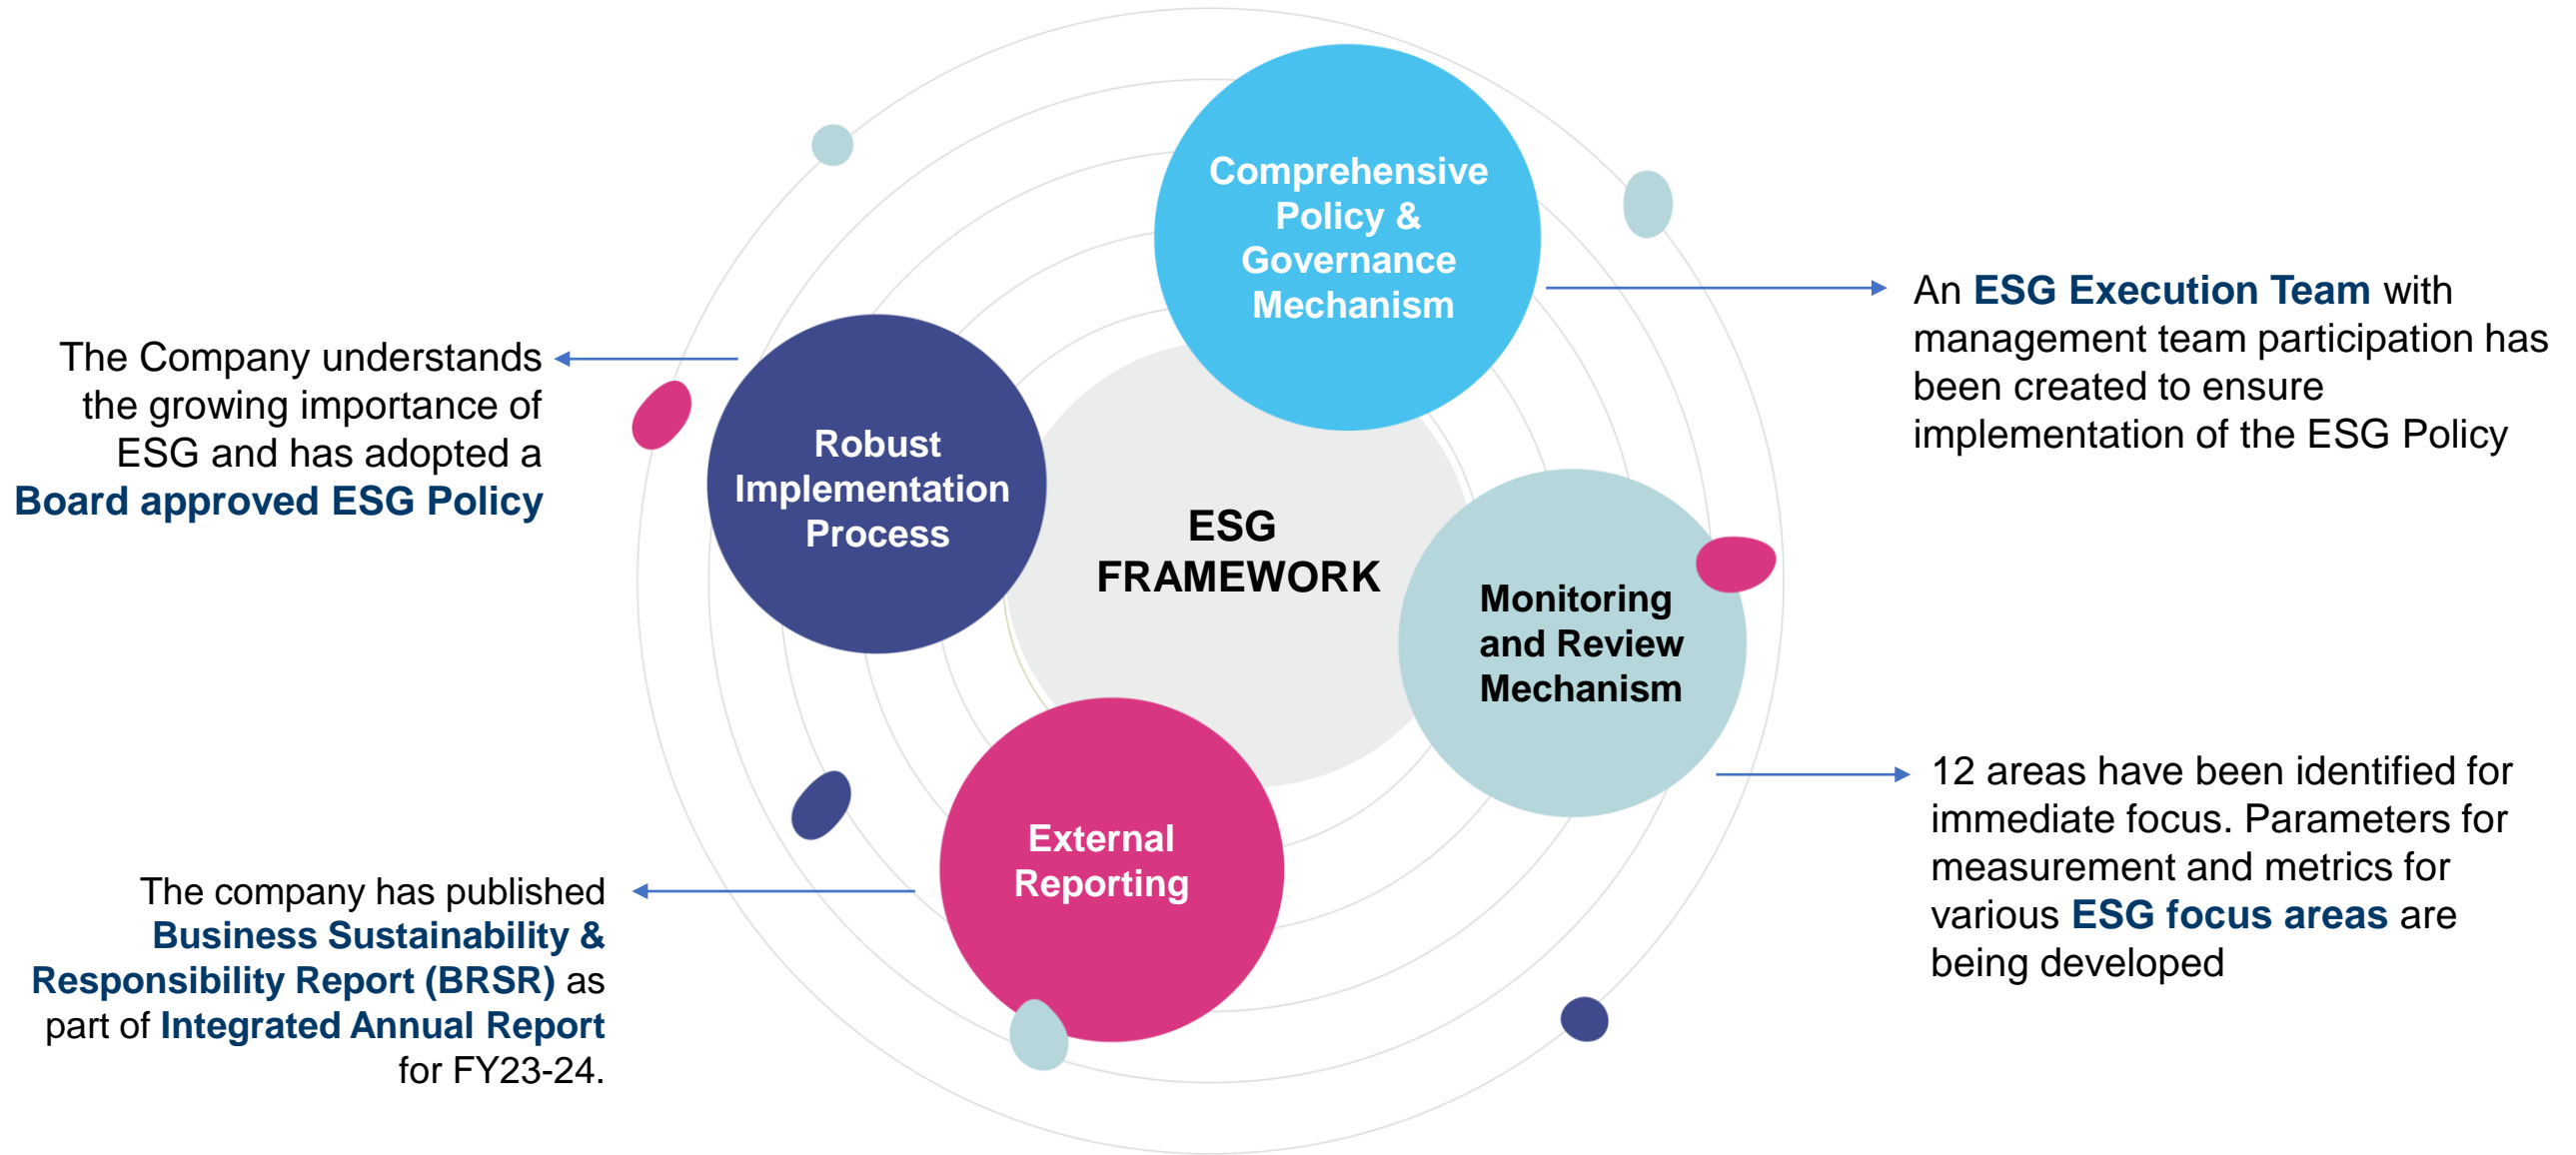 Comprehensive
Policy &
Governance
Mechanism
An ESG Execution Team with
management team participation has
been created to ensure
implementation of the ESG Policy
The Company understands
the growing importance of
ESG and has adopted a
Board approved ESG Policy
Robust
Implementation
Process
ESG
FRAMEWORK
Monitoring
and Review
Mechanism
12 areas have been identified for
immediate focus. Parameters for
measurement and metrics for
various ESG focus areas are
being developed
External
Reporting
The company has published
Business Sustainability &
Responsibility Report (BRSR) as
part of Integrated Annual Report
for FY23-24.